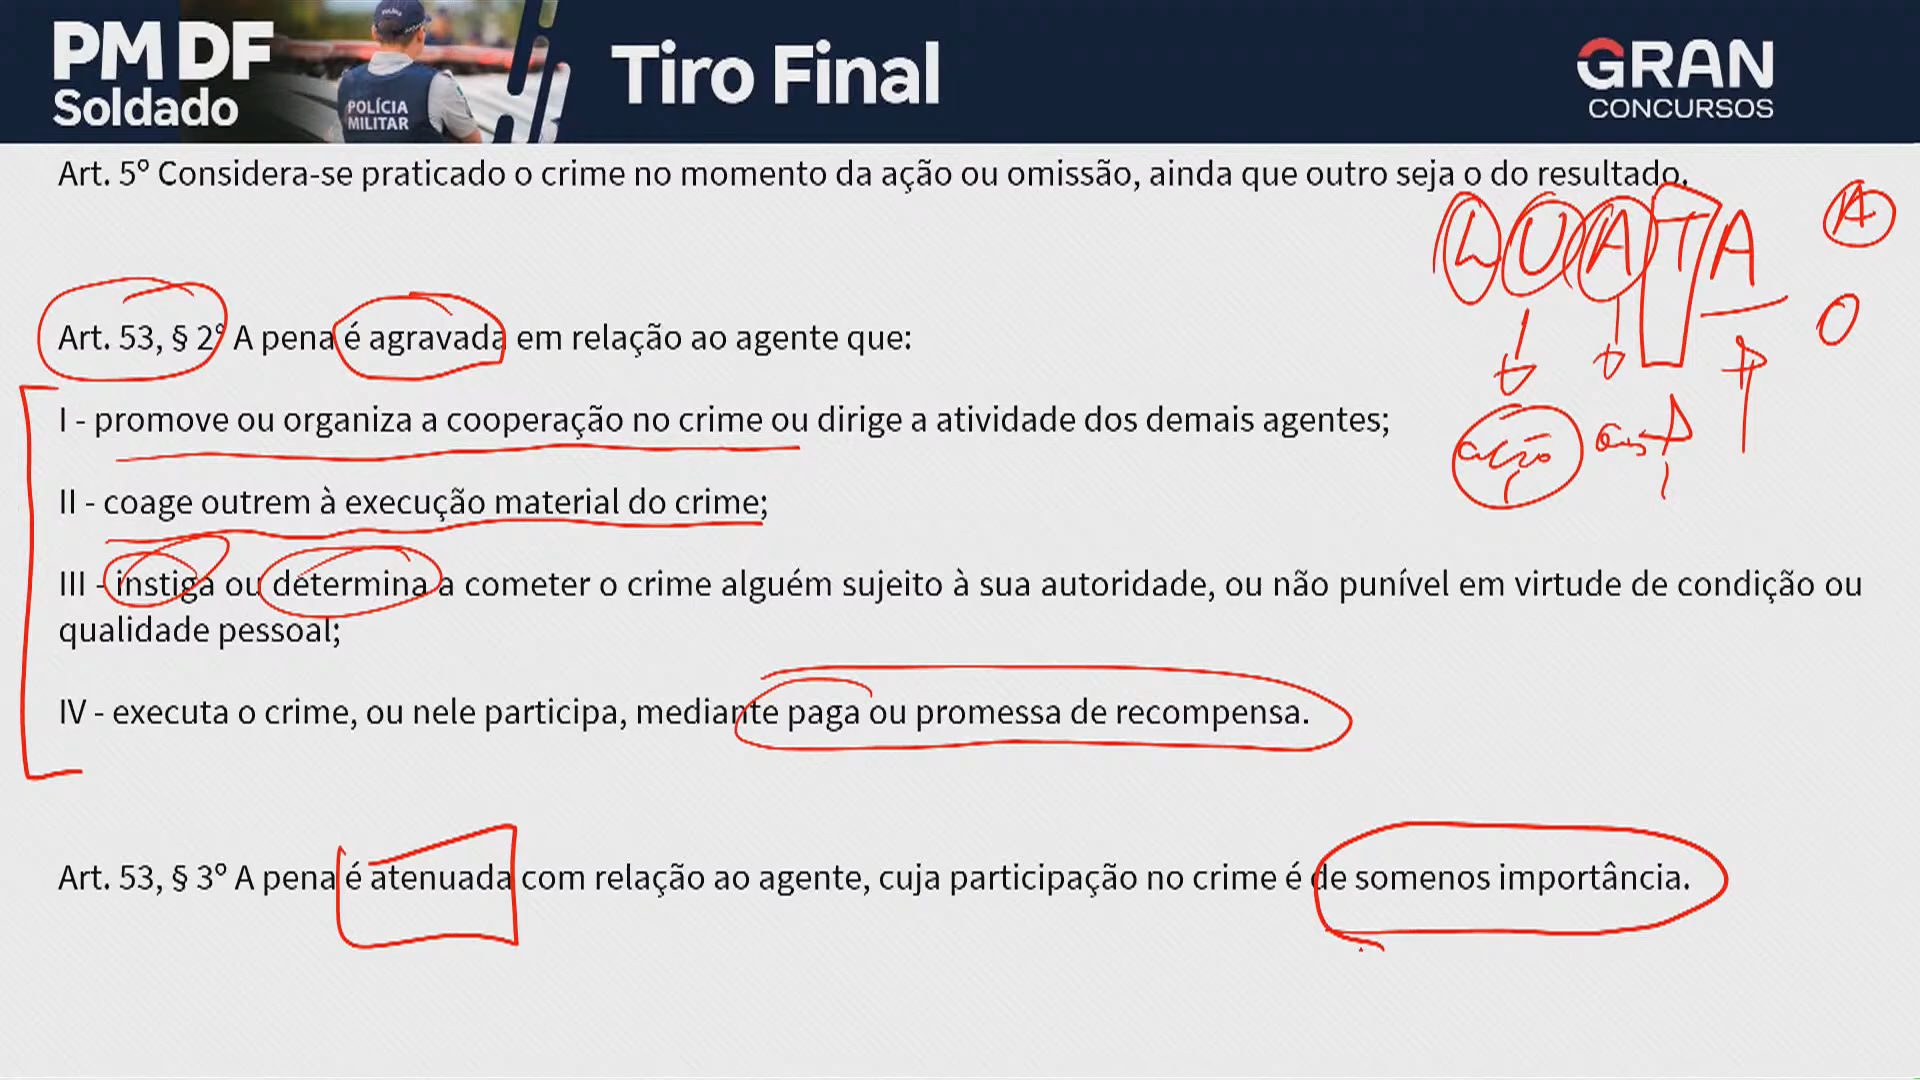 PM DF
Soldado
POLÍCIA
MILITAR
Tiro Final
GRAN
CONCURSOS
Art. 5º Considera-se praticado o crime no momento da ação ou omissão, ainda que outro seja o do resultado.
L U A T A
A
O
Art. 53, § 2º A pena é agravada em relação ao agente que:
I - promove ou organiza a cooperação no crime ou dirige a atividade dos demais agentes;
ação
II - coage outrem à execução material do crime;
III - instiga ou determina a cometer o crime alguém sujeito à sua autoridade, ou não punível em virtude de condição ou
qualidade pessoal;
IV - executa o crime, ou nele participa, mediante paga ou promessa de recompensa.
Art. 53, § 3º A pena é atenuada com relação ao agente, cuja participação no crime é de somenos importância.